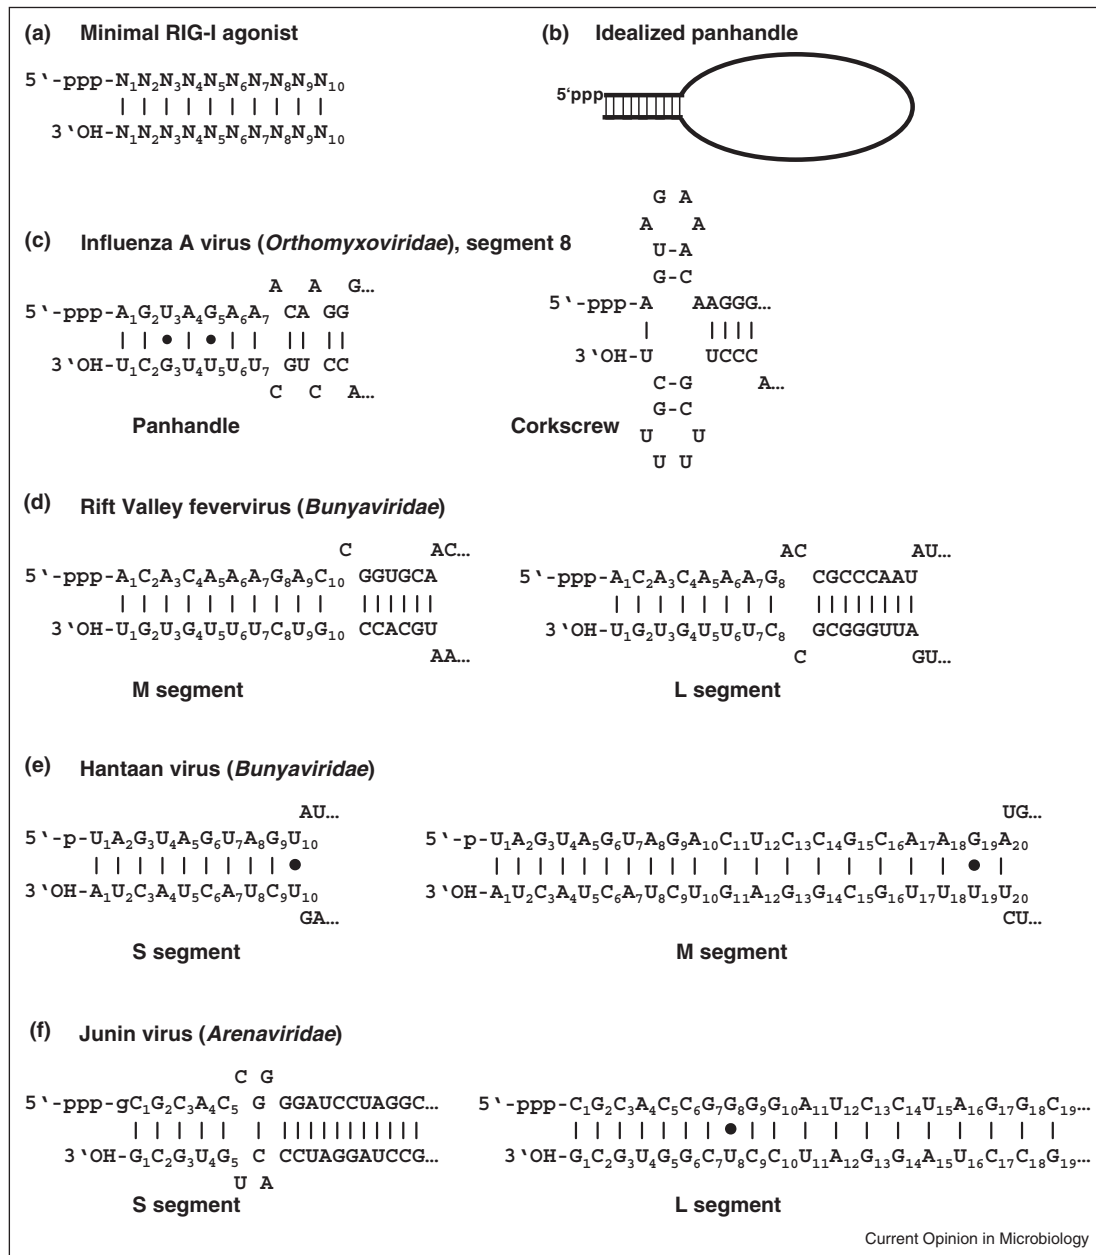 (a) Minimal RIG-I agonist
5‘-ppp-N₁N₂N₃N₄N₅N₆N₇N₈N₉N₁₀
3‘OH-N₁N₂N₃N₄N₅N₆N₇N₈N₉N₁₀
(b) Idealized panhandle
5‘ppp
(c) Influenza A virus (Orthomyxoviridae), segment 8
A A G...
5‘-ppp-A₁G₂U₃A₄G₅A₆A₇ CA GG
3‘OH-U₁C₂G₃U₄U₅U₆U₇ GU CC
C C A...
Panhandle
G A
A A
U-A
G-C
5‘-ppp-A AAGGG...
3‘OH-U UCCC
C-G A...
G-C
U U
U U
Corkscrew
(d) Rift Valley fevervirus (Bunyaviridae)
C AC...
5‘-ppp-A₁C₂A₃C₄A₅A₆A₇G₈A₉C₁₀ GGUGCA
3‘OH-U₁G₂U₃G₄U₅U₆U₇C₈U₉G₁₀ CCACGU
AA...
M segment
AC AU...
5‘-ppp-A₁C₂A₃C₄A₅A₆A₇G₈ CGCCCAAU
3‘OH-U₁G₂U₃G₄U₅U₆U₇C₈ GCGGGUUA
C GU...
L segment
(e) Hantaan virus (Bunyaviridae)
AU...
5‘-p-U₁A₂G₃U₄A₅G₆U₇A₈G₉U₁₀
3‘OH-A₁U₂C₃A₄U₅C₆A₇U₈C₉U₁₀
GA...
S segment
UG...
5‘-p-U₁A₂G₃U₄A₅G₆U₇A₈G₉A₁₀C₁₁U₁₂C₁₃C₁₄G₁₅C₁₆A₁₇A₁₈G₁₉A₂₀
3‘OH-A₁U₂C₃A₄U₅C₆A₇U₈C₉U₁₀G₁₁A₁₂G₁₃G₁₄C₁₅G₁₆U₁₇U₁₈U₁₉U₂₀
CU...
M segment
(f) Junin virus (Arenaviridae)
C G
5‘-ppp-gC₁G₂C₃A₄C₅ G GGAUCCUAGGC...
3‘OH-G₁C₂G₃U₄G₅ C CCUAGGAUCCG...
U A
S segment
5‘-ppp-C₁G₂C₃A₄C₅C₆G₇G₈G₉G₁₀A₁₁U₁₂C₁₃C₁₄U₁₅A₁₆G₁₇G₁₈C₁₉...
3‘OH-G₁C₂G₃U₄G₅G₆C₇U₈C₉C₁₀U₁₁A₁₂G₁₃G₁₄A₁₅U₁₆C₁₇C₁₈G₁₉...
L segment
Current Opinion in Microbiology